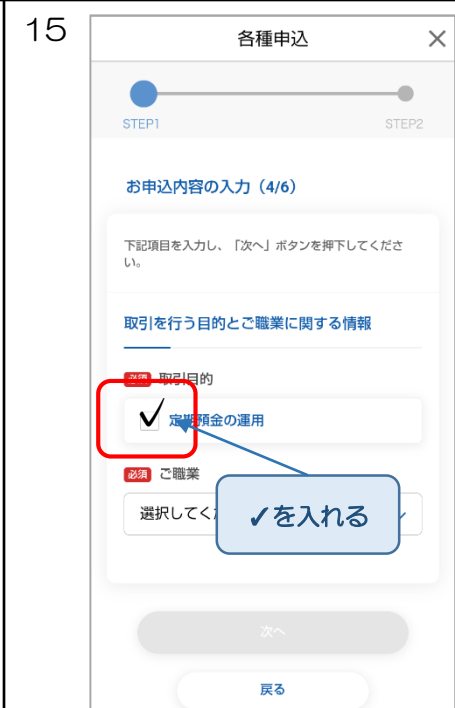 15
各種申込
STEP1
STEP2
お申込内容の入力（4/6）
下記項目を入力し、「次へ」ボタンを押下してくださ
い。
取引を行う目的とご職業に関する情報
必須 取引目的
定期預金の運用
必須 ご職業
選択してく
✓を入れる
次へ
戻る